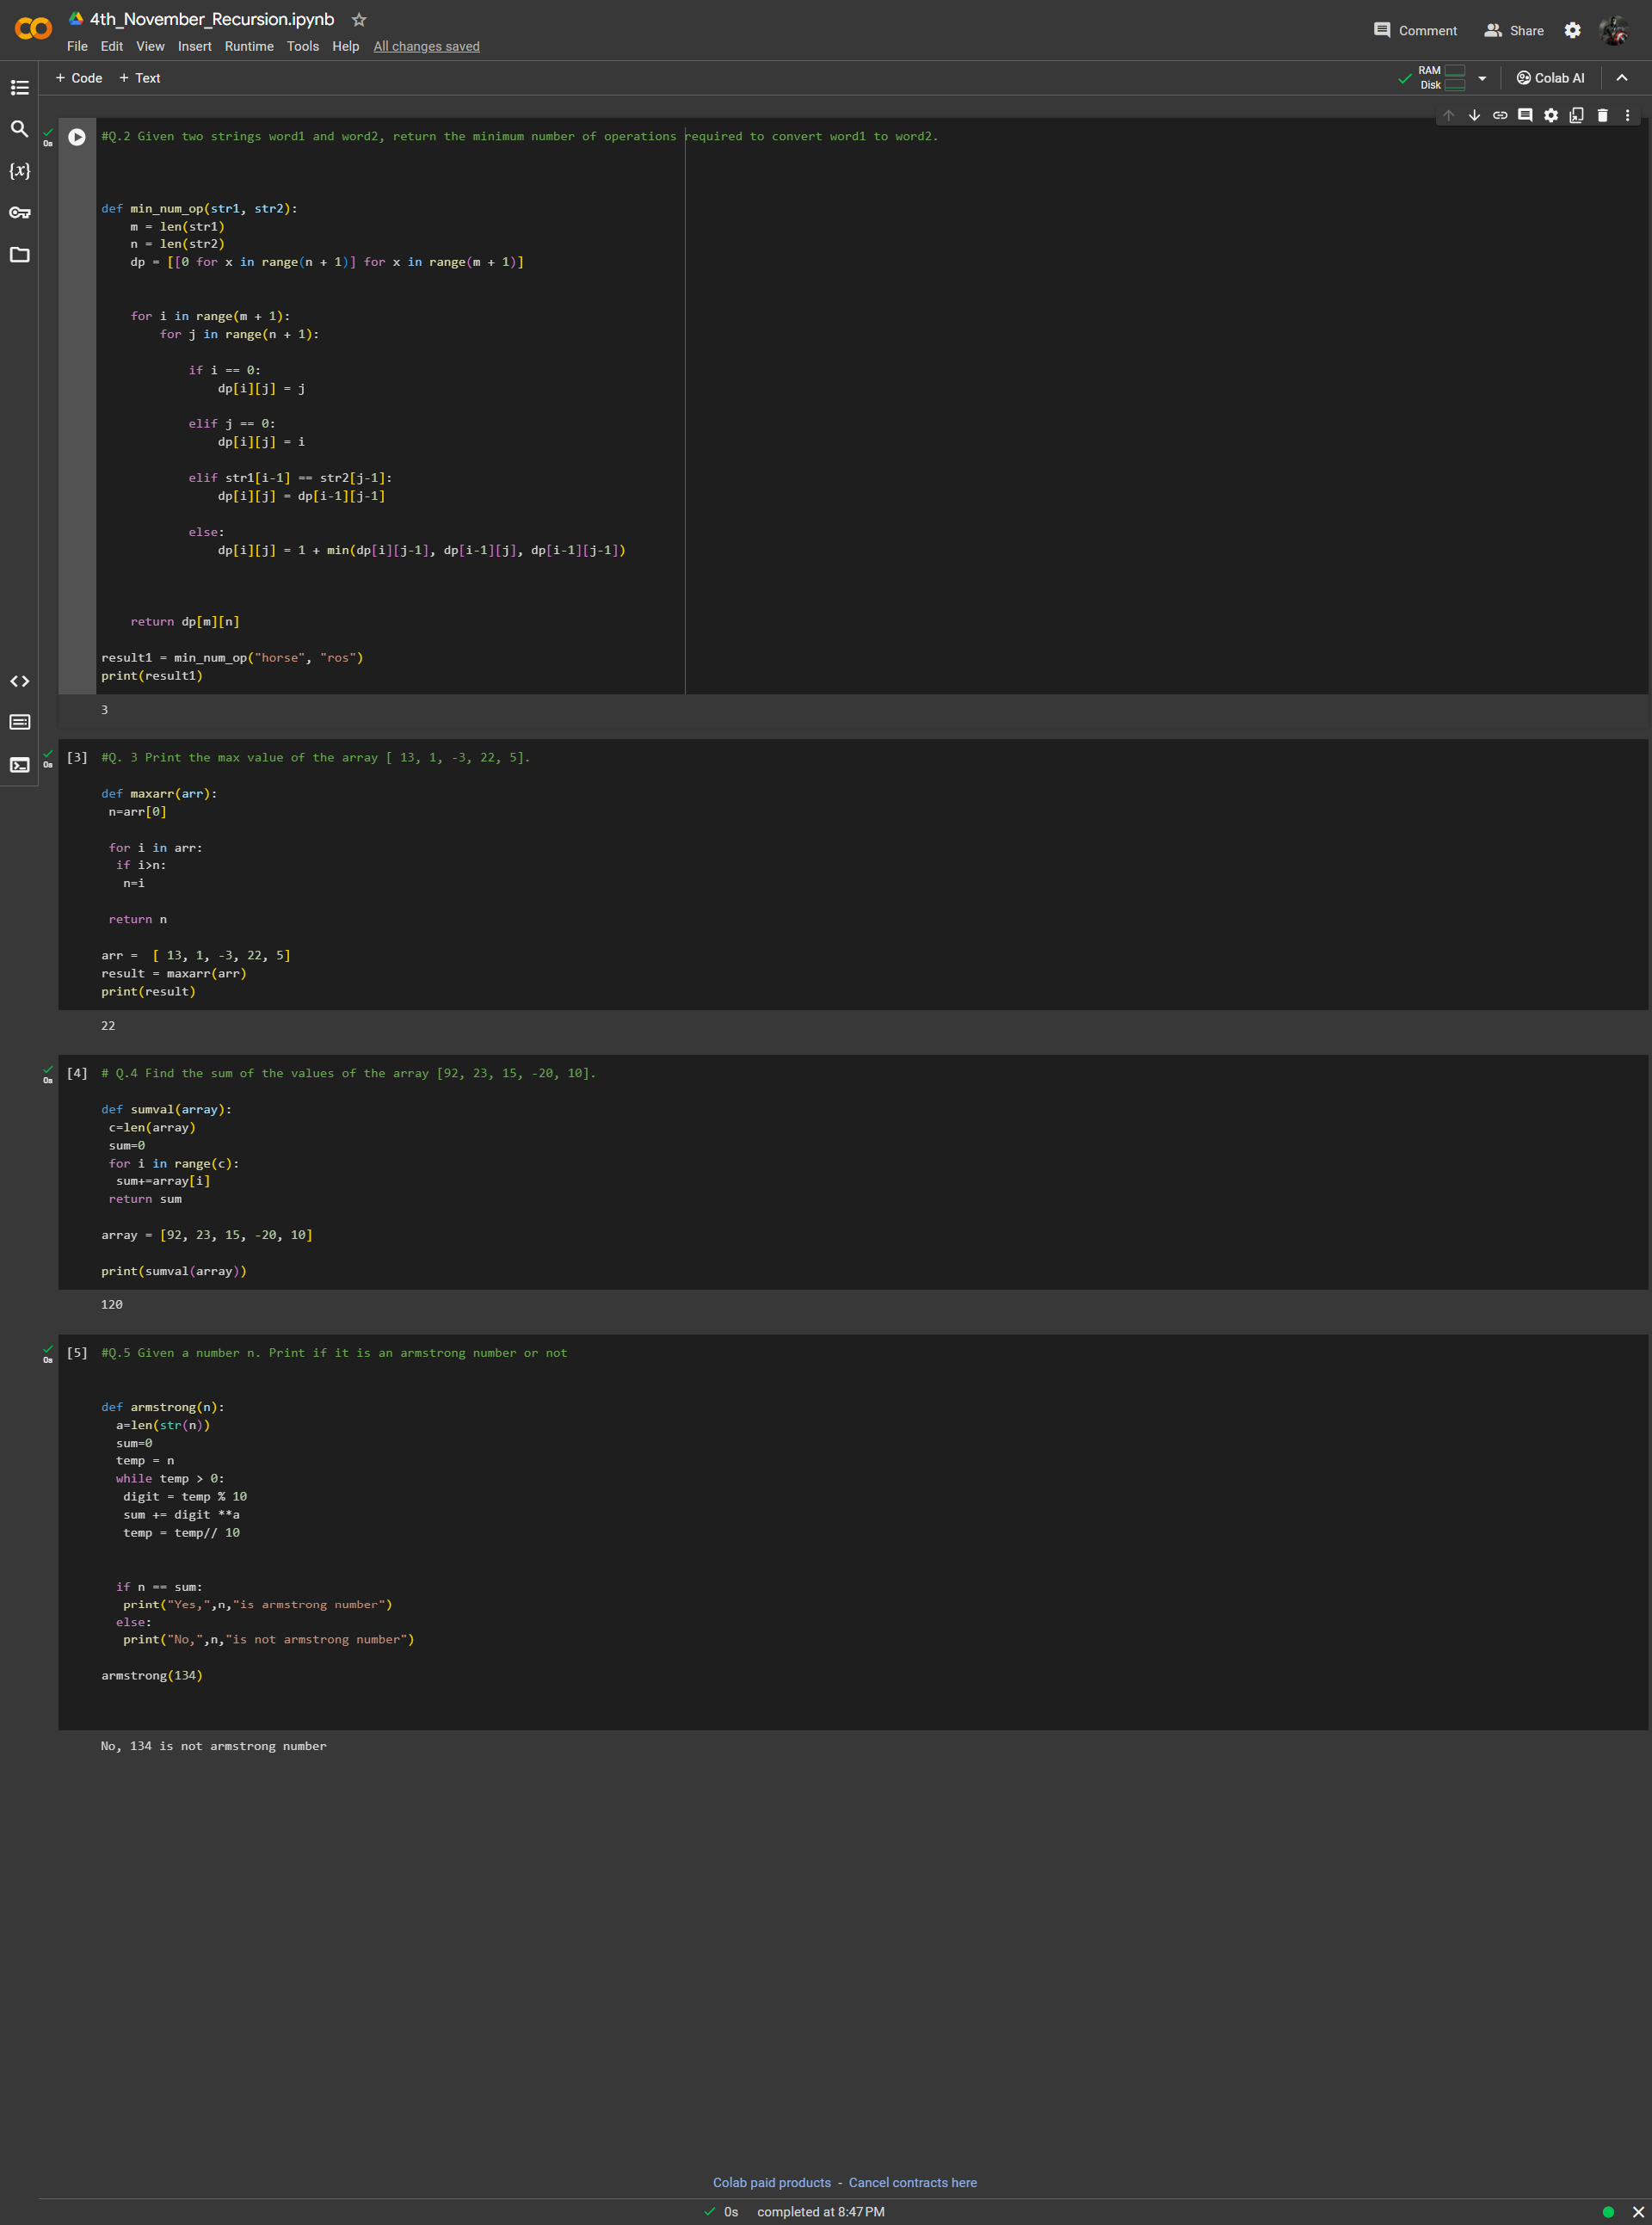 4th_November_Recursion.ipynb
File Edit View Insert Runtime Tools Help All changes saved
Comment Share
+ Code + Text
RAM
Disk
Colab AI
0s
#Q.2 Given two strings word1 and word2, return the minimum number of operations required to convert word1 to word2.
{x}
def min_num_op(str1, str2):
    m = len(str1)
    n = len(str2)
    dp = [[0 for x in range(n + 1)] for x in range(m + 1)]
    for i in range(m + 1):
        for j in range(n + 1):
            if i == 0:
                dp[i][j] = j
            elif j == 0:
                dp[i][j] = i
            elif str1[i-1] == str2[j-1]:
                dp[i][j] = dp[i-1][j-1]
            else:
                dp[i][j] = 1 + min(dp[i][j-1], dp[i-1][j], dp[i-1][j-1])
    return dp[m][n]
result1 = min_num_op("horse", "ros")
print(result1)
3
0s
[3] #Q. 3 Print the max value of the array [ 13, 1, -3, 22, 5].
def maxarr(arr):
 n=arr[0]
 for i in arr:
  if i>n:
   n=i
 return n
arr =  [ 13, 1, -3, 22, 5]
result = maxarr(arr)
print(result)
22
0s
[4] # Q.4 Find the sum of the values of the array [92, 23, 15, -20, 10].
def sumval(array):
 c=len(array)
 sum=0
 for i in range(c):
  sum+=array[i]
 return sum
array = [92, 23, 15, -20, 10]
print(sumval(array))
120
0s
[5] #Q.5 Given a number n. Print if it is an armstrong number or not
def armstrong(n):
  a=len(str(n))
  sum=0
  temp = n
  while temp > 0:
   digit = temp % 10
   sum += digit **a
   temp = temp// 10
  if n == sum:
   print("Yes,",n,"is armstrong number")
  else:
   print("No,",n,"is not armstrong number")
armstrong(134)
No, 134 is not armstrong number
Colab paid products - Cancel contracts here
0s completed at 8:47 PM